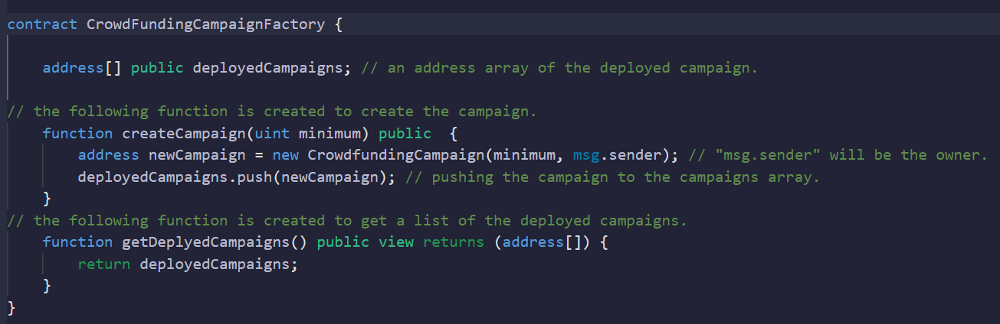 contract CrowdFundingCampaignFactory {
address[] public deployedCampaigns; // an address array of the deployed campaign.
// the following function is created to create the campaign.
function createCampaign(uint minimum) public  {
address newCampaign = new CrowdfundingCampaign(minimum, msg.sender); // "msg.sender" will be the owner.
deployedCampaigns.push(newCampaign); // pushing the campaign to the campaigns array.
}
// the following function is created to get a list of the deployed campaigns.
function getDeplyedCampaigns() public view returns (address[]) {
return deployedCampaigns;
}
}